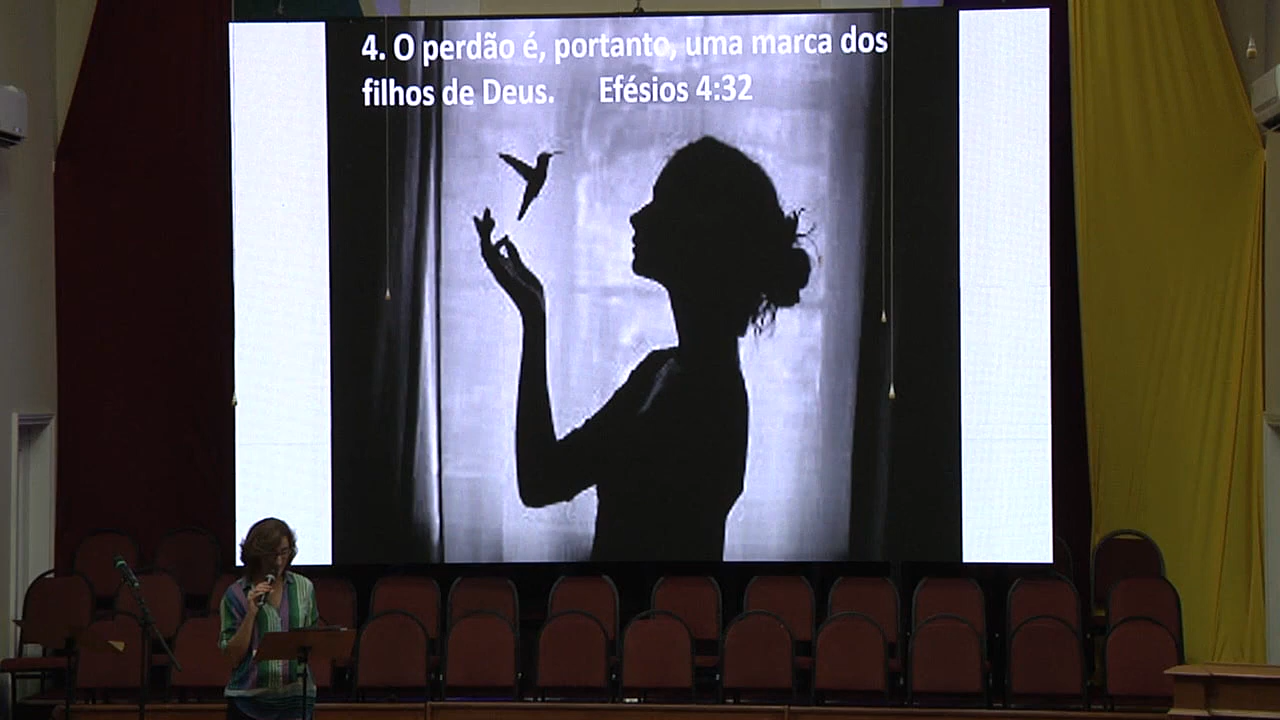 4. O perdão é, portanto, uma marca dos
filhos de Deus. Efésios 4:32